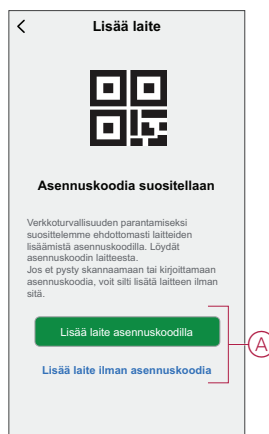 Lisää laite
Asennuskoodia suositellaan
Verkkoturvallisuuden parantamiseksi
suosittelemme ehdottomasti laitteiden
lisäämistä asennuskoodilla. Löydät
asennuskoodin laitteesta.
Jos et pysty skannaamaan tai kirjoittamaan
asennuskoodia, voit silti lisätä laitteen ilman
sitä.
Lisää laite asennuskoodilla
A
Lisää laite ilman asennuskoodia